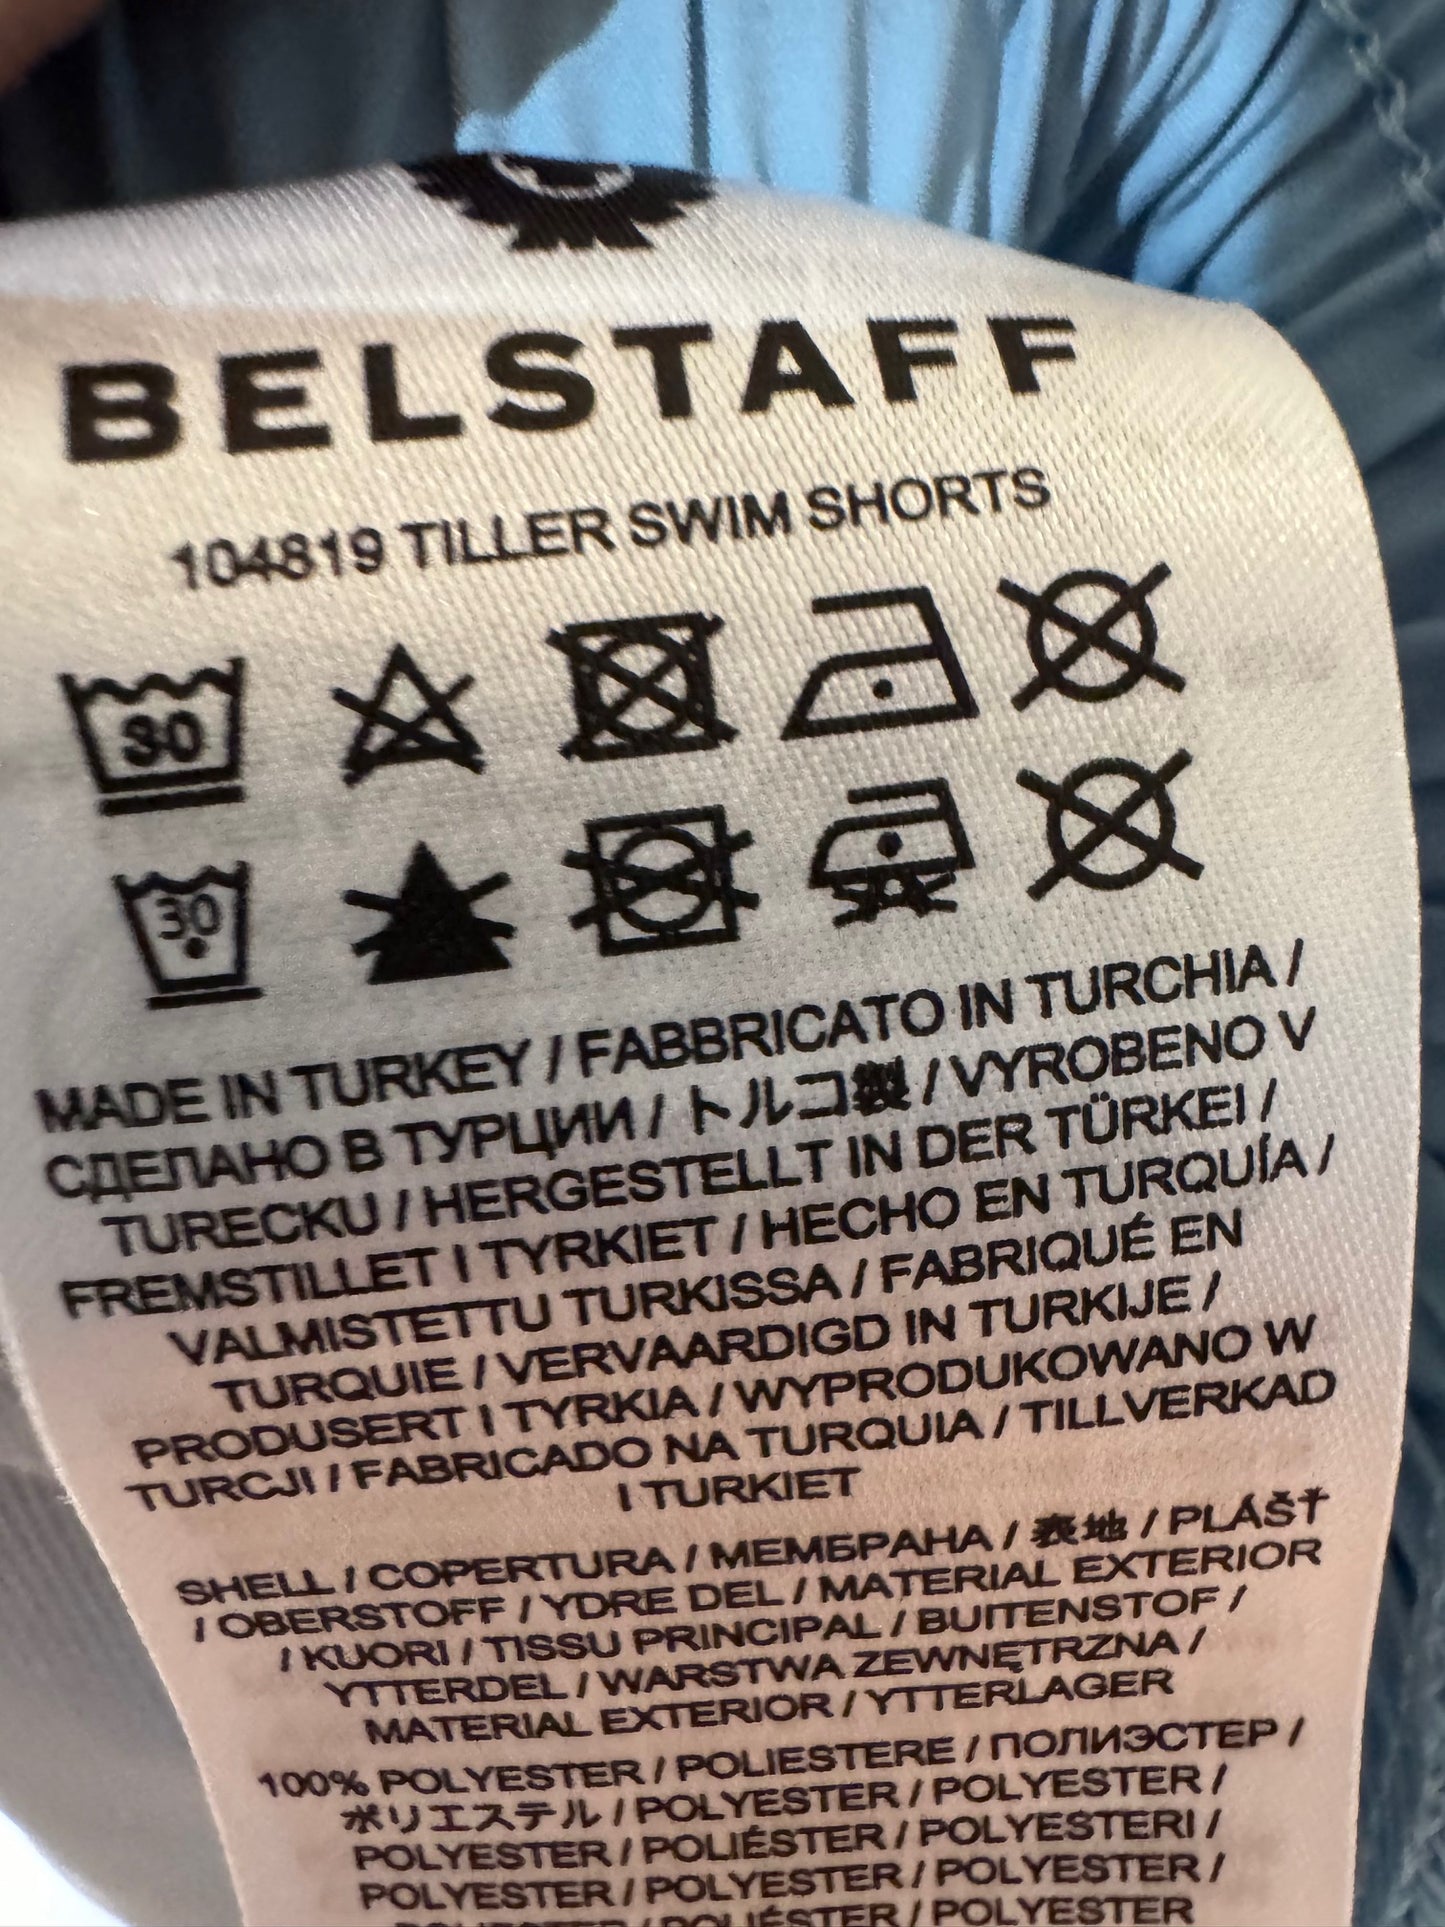 BELSTAFF
104819 TILLER SWIM SHORTS
30
30
MADE IN TURKEY / FABBRICATO IN TURCHIA /
СДЕЛАНО В ТУРЦИИ / トルコ製 / VYROBENO V
TURECKU / HERGESTELLT IN DER TÜRKEI /
FREMSTILLET I TYRKIET / HECHO EN TURQUÍA /
VALMISTETTU TURKISSA / FABRIQUÉ EN
TURQUIE / VERVAARDIGD IN TURKIJE /
PRODUSERT I TYRKIA / WYPRODUKOWANO W
TURCJI / FABRICADO NA TURQUIA / TILLVERKAD
I TURKIET
SHELL / COPERTURA / МЕМБРАНА / 表地 / PLÁŠŤ
/ OBERSTOFF / YDRE DEL / MATERIAL EXTERIOR
/ KUORI / TISSU PRINCIPAL / BUITENSTOF /
YTTERDEL / WARSTWA ZEWNĘTRZNA /
MATERIAL EXTERIOR / YTTERLAGER
100% POLYESTER / POLIESTERE / ПОЛИЭСТЕР /
ポリエステル / POLYESTER / POLYESTER /
POLYESTER / POLIÉSTER / POLYESTERI /
POLYESTER / POLYESTER / POLYESTER /
POLYESTER / POLIÉSTER / POLYESTER